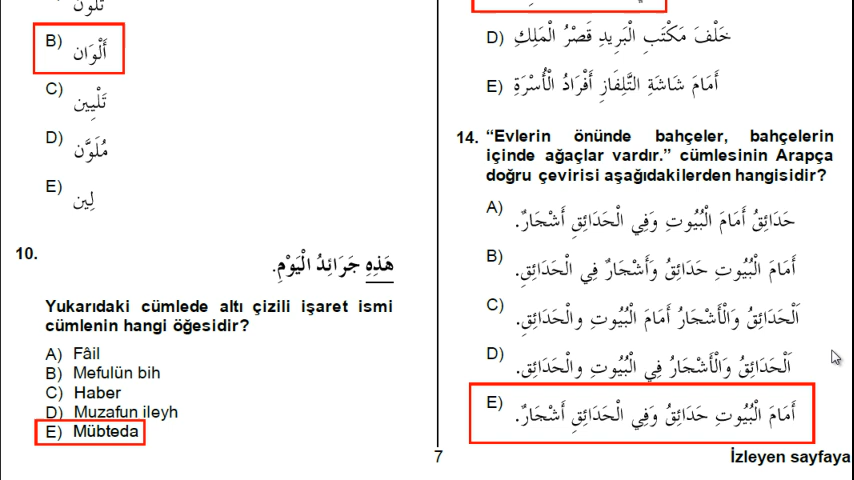 B) أَلْوَان
C) تَلْيِين
D) مُلَوَّن
E) لِين
10. هَذِهِ جَرَائِدُ الْيَوْمِ.
Yukarıdaki cümlede altı çizili işaret ismi
cümlenin hangi öğesidir?
A) Fâil
B) Mefulün bih
C) Haber
D) Muzafun ileyh
E) Mübteda
D) خَلْفَ مَكْتَبِ الْبَرِيدِ قَصْرُ الْمَلِكِ
E) أَمَامَ شَاشَةِ التِّلِفَازِ أَفْرَادُ الْأُسْرَةِ
14. “Evlerin önünde bahçeler, bahçelerin
içinde ağaçlar vardır.” cümlesinin Arapça
doğru çevirisi aşağıdakilerden hangisidir?
A) حَدَائِقُ أَمَامَ الْبُيُوتِ وَفِي الْحَدَائِقِ أَشْجَارٌ.
B) أَمَامَ الْبُيُوتِ حَدَائِقُ وَأَشْجَارٌ فِي الْحَدَائِقِ.
C) اَلْحَدَائِقُ وَالْأَشْجَارُ أَمَامَ الْبُيُوتِ والْحَدَائِقِ.
D) اَلْحَدَائِقُ وَالْأَشْجَارُ فِي الْبُيُوتِ والْحَدَائِقِ.
E) أَمَامَ الْبُيُوتِ حَدَائِقُ وَفِي الْحَدَائِقِ أَشْجَارٌ.
7
İzleyen sayfaya